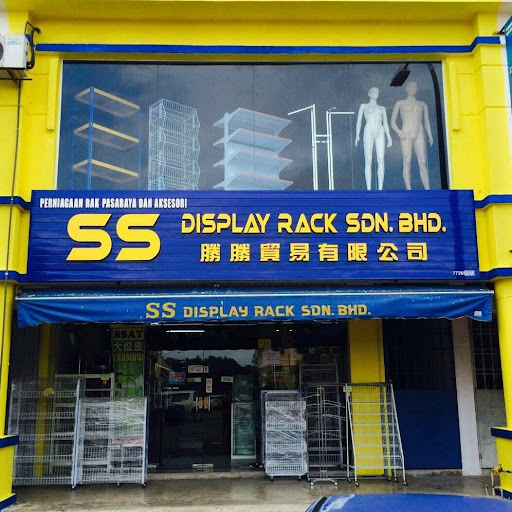 PERNIAGAAN RAK PASARAYA DAN AKSESORI
SS DISPLAY RACK SDN. BHD.
勝勝貿易有限公司
SS DISPLAY RACK SDN. BHD.
SSAT